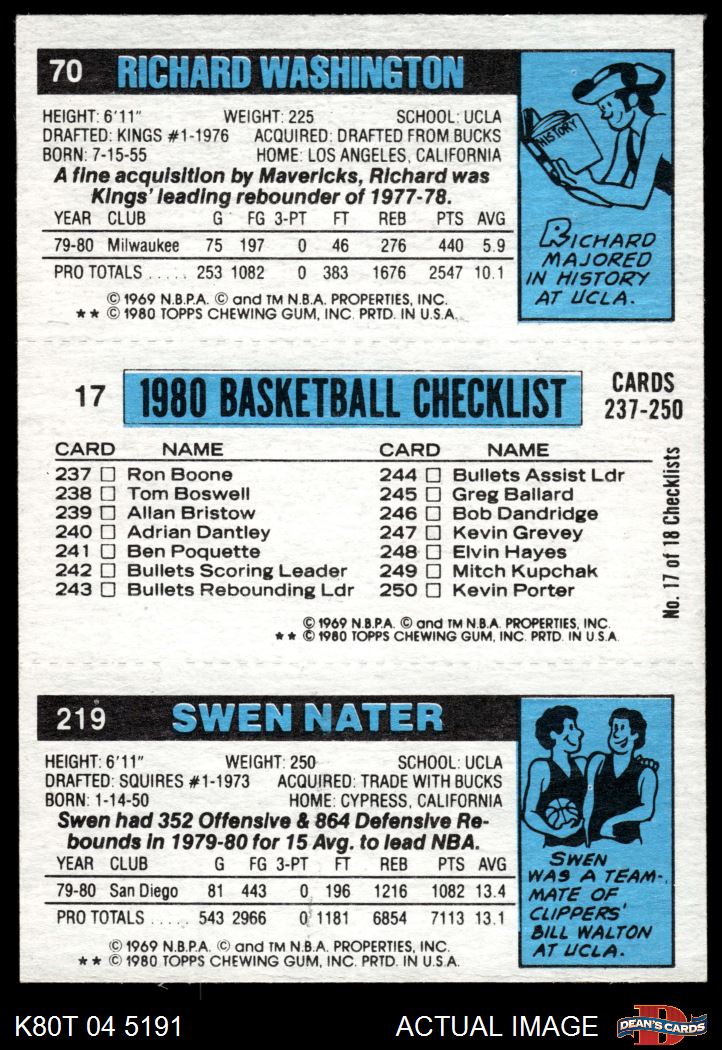 70 RICHARD WASHINGTON
HEIGHT: 6'11" WEIGHT: 225 SCHOOL: UCLA
DRAFTED: KINGS #1-1976 ACQUIRED: DRAFTED FROM BUCKS
BORN: 7-15-55 HOME: LOS ANGELES, CALIFORNIA
A fine acquisition by Mavericks, Richard was
Kings' leading rebounder of 1977-78.
YEAR CLUB G FG 3-PT FT REB PTS AVG
79-80 Milwaukee 75 197 0 46 276 440 5.9
PRO TOTALS ..... 253 1082 0 383 1676 2547 10.1
© 1969 N.B.P.A. © and TM N.B.A. PROPERTIES, INC.
** © 1980 TOPPS CHEWING GUM, INC. PRTD. IN U.S.A.
HISTORY
RICHARD
MAJORED
IN HISTORY
AT UCLA.
17 1980 BASKETBALL CHECKLIST CARDS
237-250
CARD NAME CARD NAME
237 ☐ Ron Boone 244 ☐ Bullets Assist Ldr
238 ☐ Tom Boswell 245 ☐ Greg Ballard
239 ☐ Allan Bristow 246 ☐ Bob Dandridge
240 ☐ Adrian Dantley 247 ☐ Kevin Grevey
241 ☐ Ben Poquette 248 ☐ Elvin Hayes
242 ☐ Bullets Scoring Leader 249 ☐ Mitch Kupchak
243 ☐ Bullets Rebounding Ldr 250 ☐ Kevin Porter
No. 17 of 18 Checklists
© 1969 N.B.P.A. © and TM N.B.A. PROPERTIES, INC.
** © 1980 TOPPS CHEWING GUM, INC. PRTD. IN U.S.A.
219 SWEN NATER
HEIGHT: 6'11" WEIGHT: 250 SCHOOL: UCLA
DRAFTED: SQUIRES #1-1973 ACQUIRED: TRADE WITH BUCKS
BORN: 1-14-50 HOME: CYPRESS, CALIFORNIA
Swen had 352 Offensive & 864 Defensive Re-
bounds in 1979-80 for 15 Avg. to lead NBA.
YEAR CLUB G FG 3-PT FT REB PTS AVG
79-80 San Diego 81 443 0 196 1216 1082 13.4
PRO TOTALS ..... 543 2966 0 1181 6854 7113 13.1
© 1969 N.B.P.A. © and TM N.B.A. PROPERTIES, INC.
** © 1980 TOPPS CHEWING GUM, INC. PRTD. IN U.S.A.
SWEN
WAS A TEAM-
MATE OF
CLIPPERS'
BILL WALTON
AT UCLA.
K80T 04 5191 ACTUAL IMAGE D DEAN'S CARDS